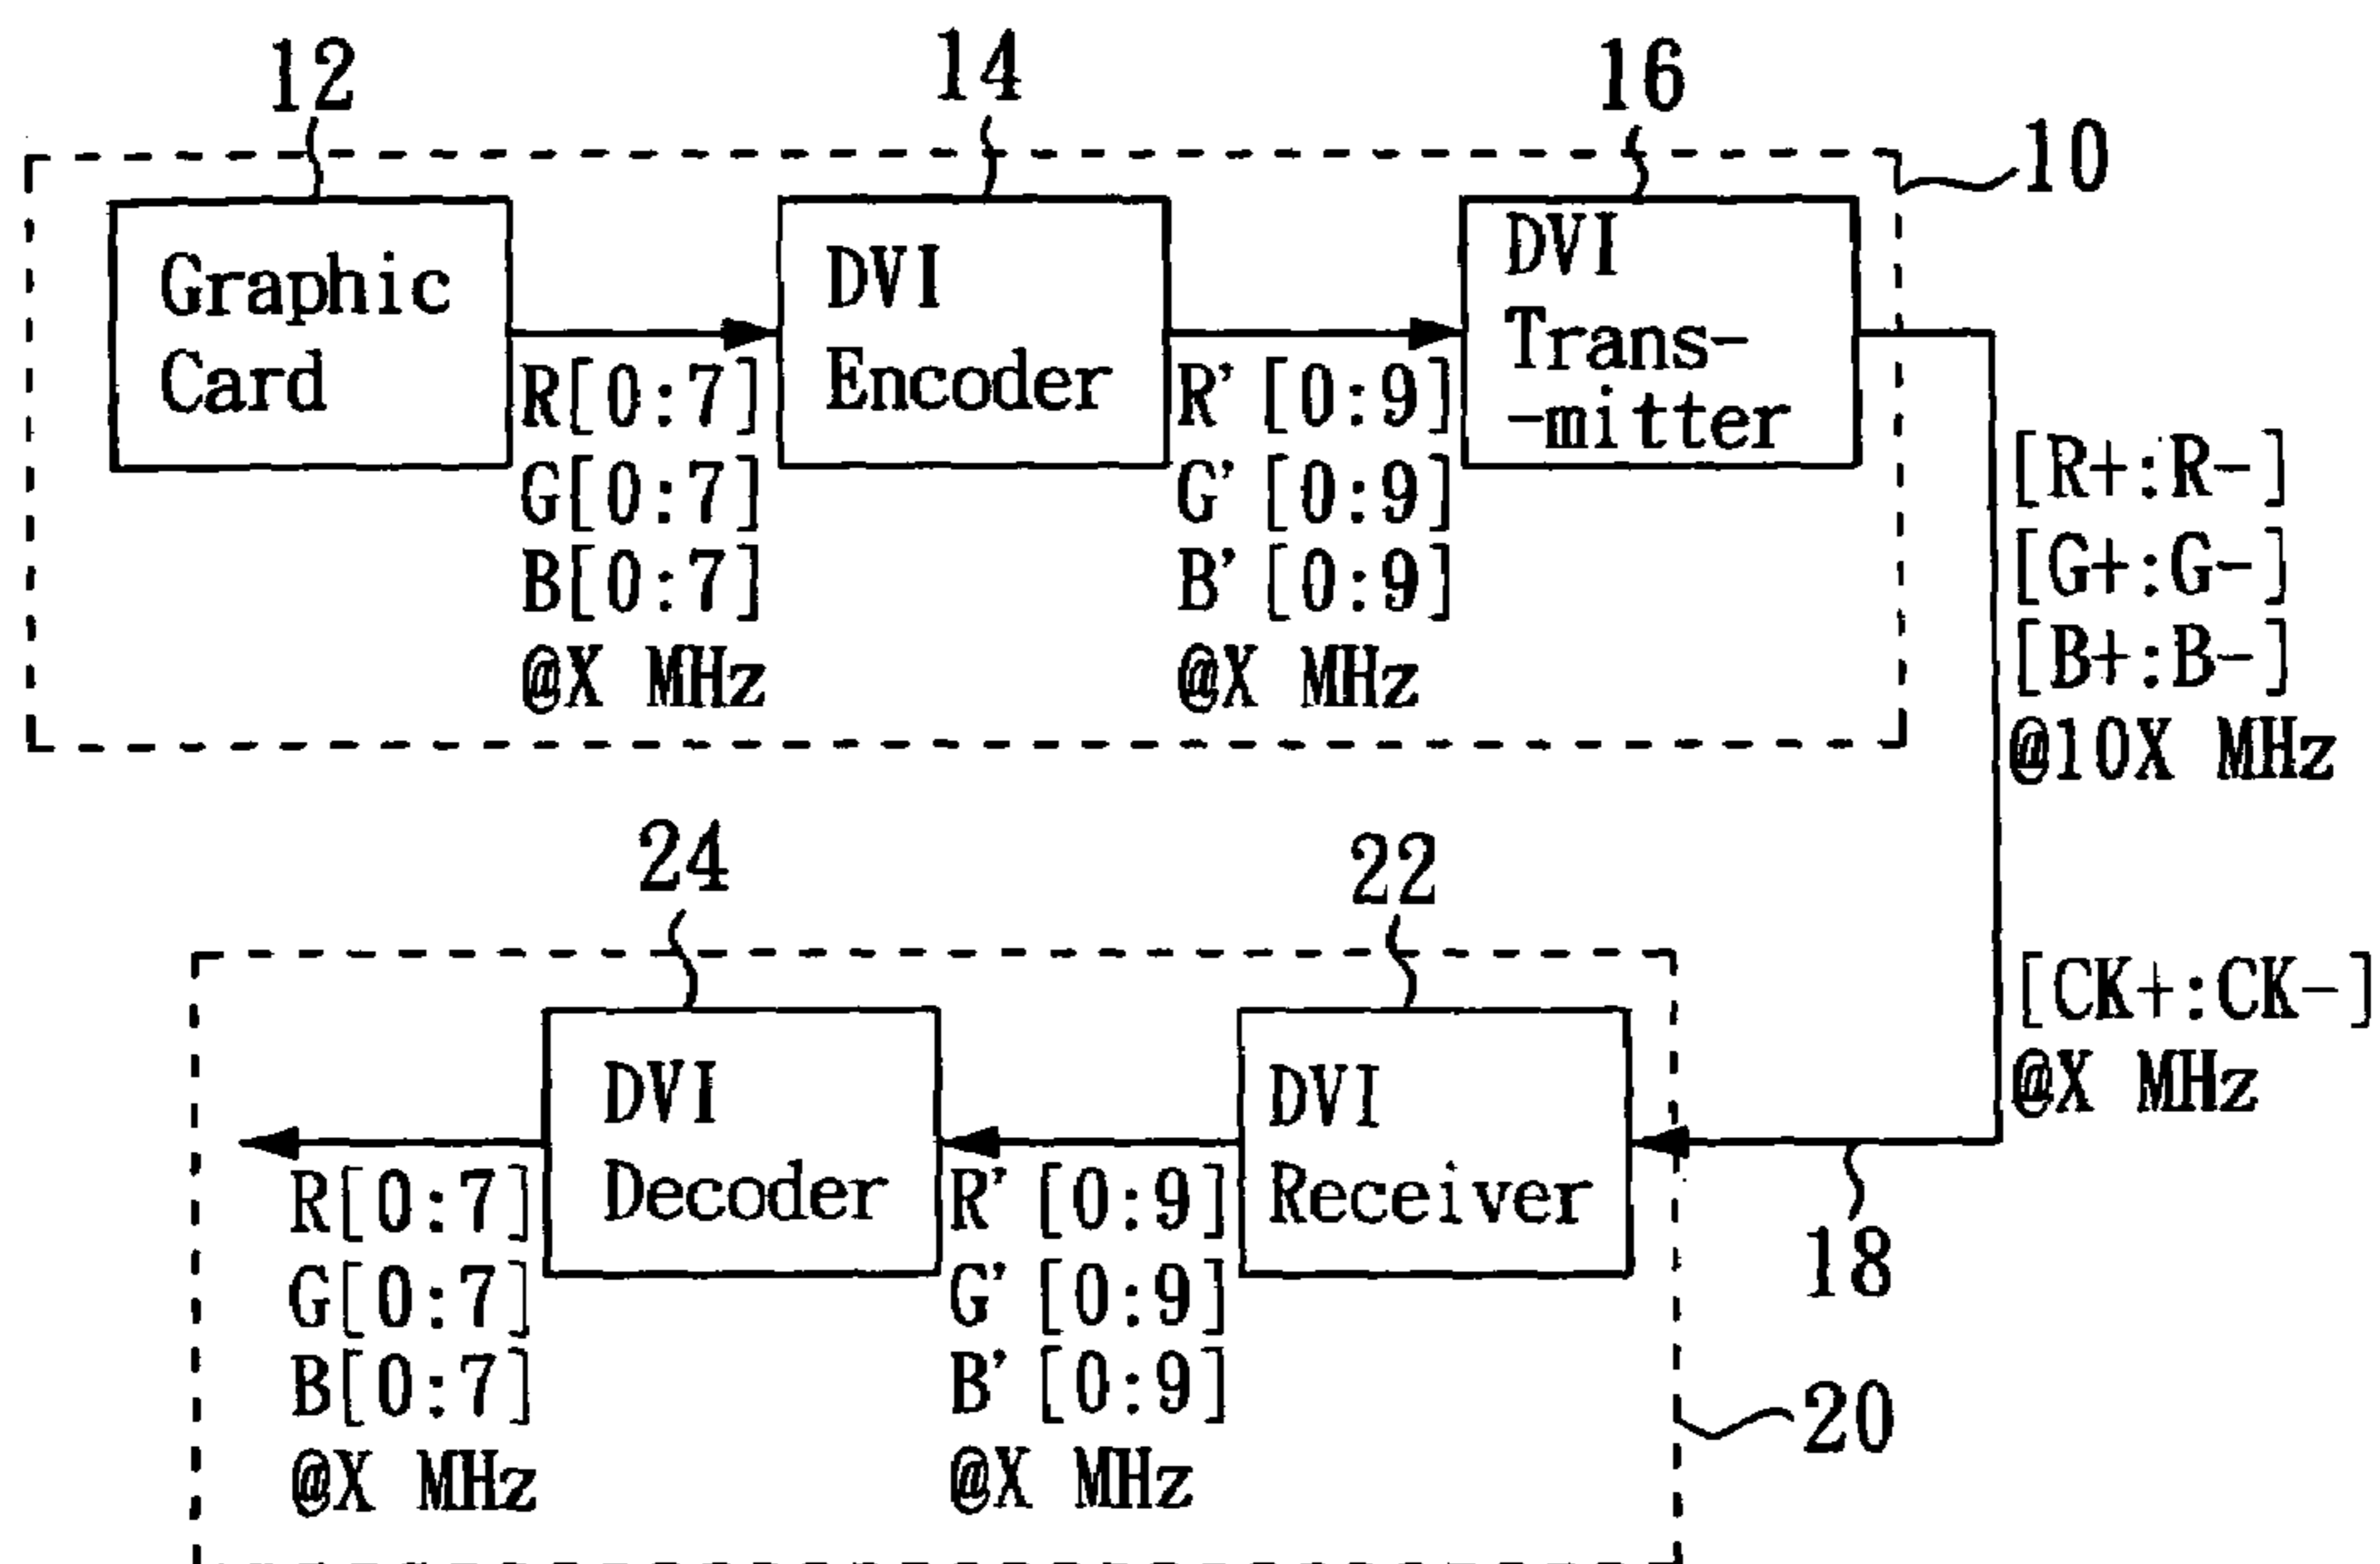 12
14
16
10
Graphic
Card
R[0:7]
G[0:7]
B[0:7]
@X MHz
DVI
Encoder
R'[0:9]
G'[0:9]
B'[0:9]
@X MHz
DVI
Trans-
-mitter
[R+:R-]
[G+:G-]
[B+:B-]
@10X MHz
[CK+:CK-]
@X MHz
24
22
DVI
Decoder
R[0:7]
G[0:7]
B[0:7]
@X MHz
R'[0:9]
G'[0:9]
B'[0:9]
@X MHz
DVI
Receiver
18
20